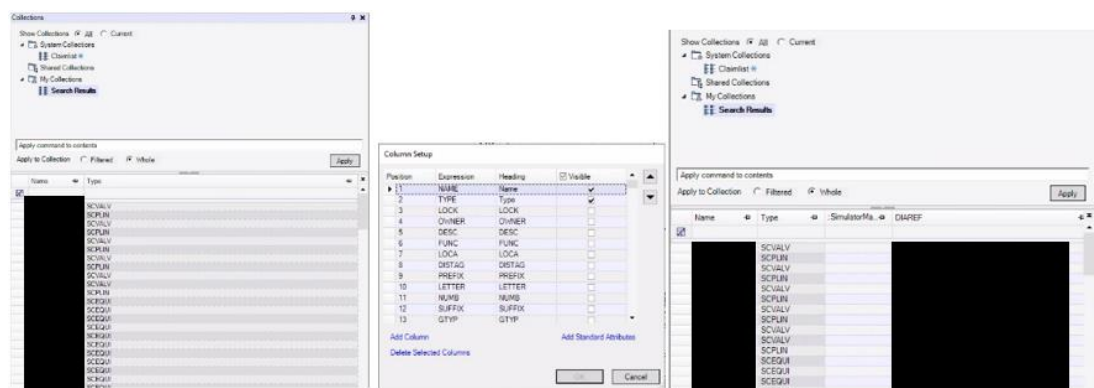 Collections
Show Collections All Current
System Collections
Claimlist
Shared Collections
My Collections
Search Results
Apply command to contents
Apply to Collection Filtered Whole Apply
Name Type
SCVALV
SCPLIN
SCVALV
SCPLIN
SCVALV
SCPLIN
SCVALV
SCPLIN
SCVALV
SCVALV
SCPLIN
SCEQUI
SCEQUI
SCEQUI
SCEQUI
SCEQUI
SCEQUI
SCEQUI
SCEQUI
SCEQUI
Column Setup
Position Expression Heading Visible
1 NAME Name
2 TYPE Type
3 LOCK LOCK
4 OWNER OWNER
5 DESC DESC
6 FUNC FUNC
7 LOCA LOCA
8 DISTAG DISTAG
9 PREFIX PREFIX
10 LETTER LETTER
11 NUMB NUMB
12 SUFFIX SUFFIX
13 GTYP GTYP
Add Column Add Standard Attributes
Delete Selected Columns
OK Cancel
Show Collections All Current
System Collections
Claimlist
Shared Collections
My Collections
Search Results
Apply command to contents
Apply to Collection Filtered Whole Apply
Name Type :SimulatorMa... DIAREF
SCVALV
SCPLIN
SCVALV
SCPLIN
SCVALV
SCPLIN
SCVALV
SCPLIN
SCVALV
SCVALV
SCPLIN
SCEQUI
SCEQUI
SCEQUI